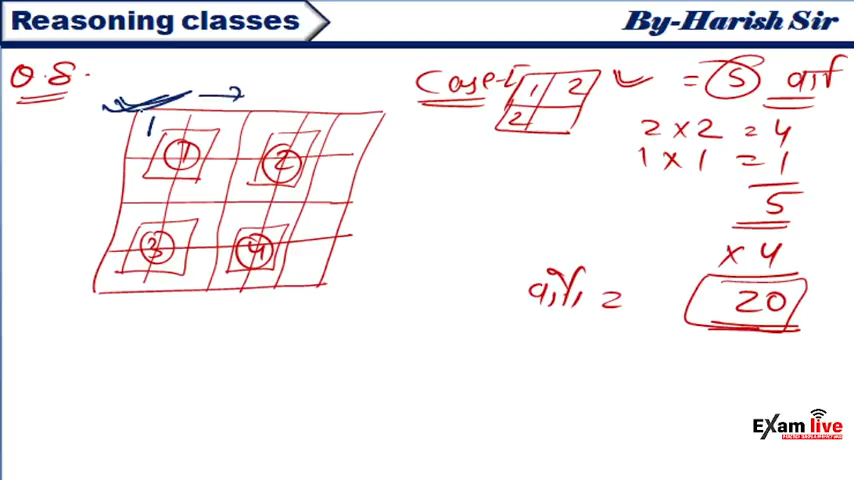 Reasoning classes
By-Harish Sir
Q.8.
Case-I
1 2
2
= 5
2 x 2 = 4
1 x 1 = 1
5
x 4
= 20
1
1 2
3 4
Exam live